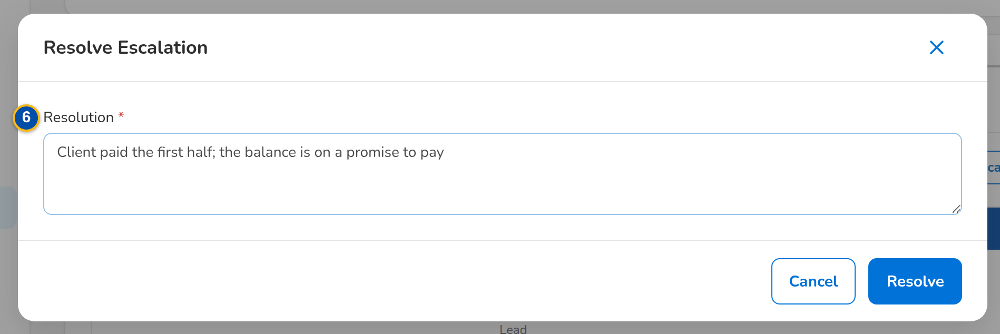 Resolve Escalation
6
Resolution *
Client paid the first half; the balance is on a promise to pay
Cancel
Resolve
Lead